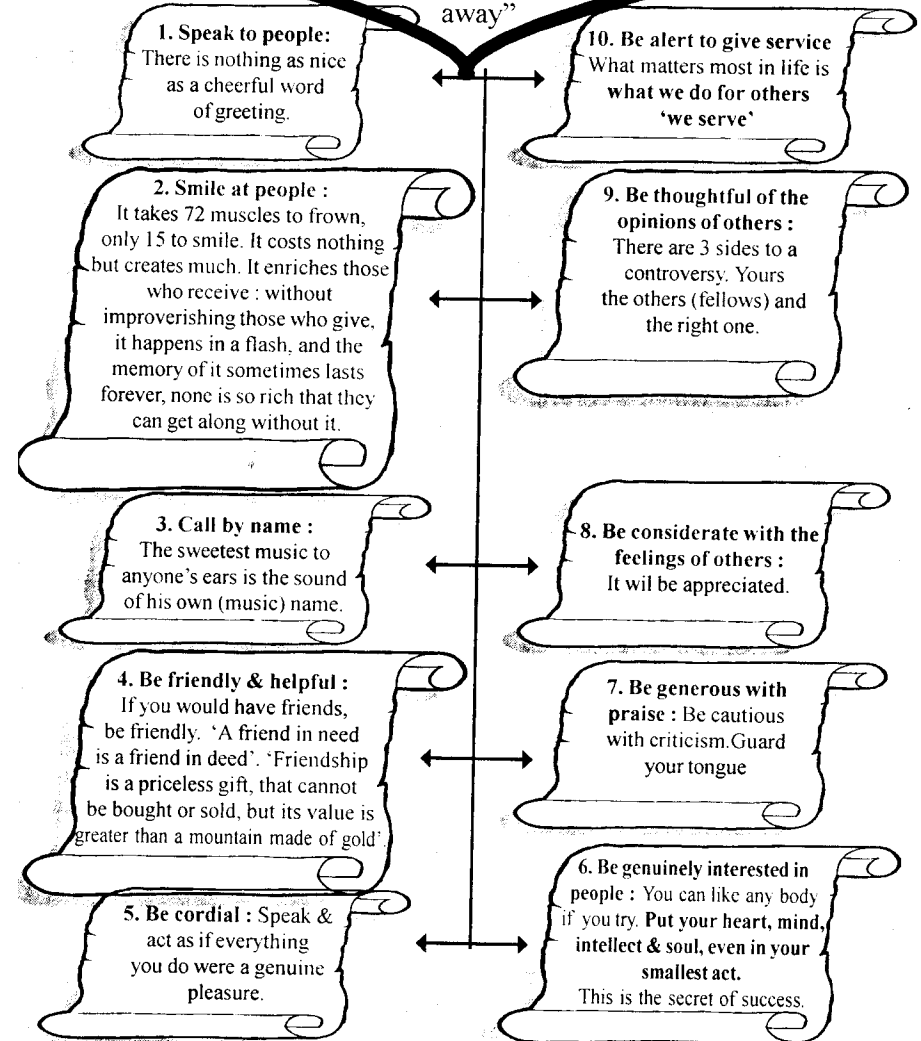 away”
1. Speak to people:
There is nothing as nice
as a cheerful word
of greeting.
2. Smile at people :
It takes 72 muscles to frown,
only 15 to smile. It costs nothing
but creates much. It enriches those
who receive : without
improverishing those who give,
it happens in a flash, and the
memory of it sometimes lasts
forever, none is so rich that they
can get along without it.
3. Call by name :
The sweetest music to
anyone’s ears is the sound
of his own (music) name.
4. Be friendly & helpful :
If you would have friends,
be friendly. ‘A friend in need
is a friend in deed’. ‘Friendship
is a priceless gift, that cannot
be bought or sold, but its value is
greater than a mountain made of gold’
5. Be cordial : Speak &
act as if everything
you do were a genuine
pleasure.
6. Be genuinely interested in
people : You can like any body
if you try. Put your heart, mind,
intellect & soul, even in your
smallest act.
This is the secret of success.
7. Be generous with
praise : Be cautious
with criticism.Guard
your tongue
8. Be considerate with the
feelings of others :
It wil be appreciated.
9. Be thoughtful of the
opinions of others :
There are 3 sides to a
controversy. Yours
the others (fellows) and
the right one.
10. Be alert to give service
What matters most in life is
what we do for others
‘we serve’